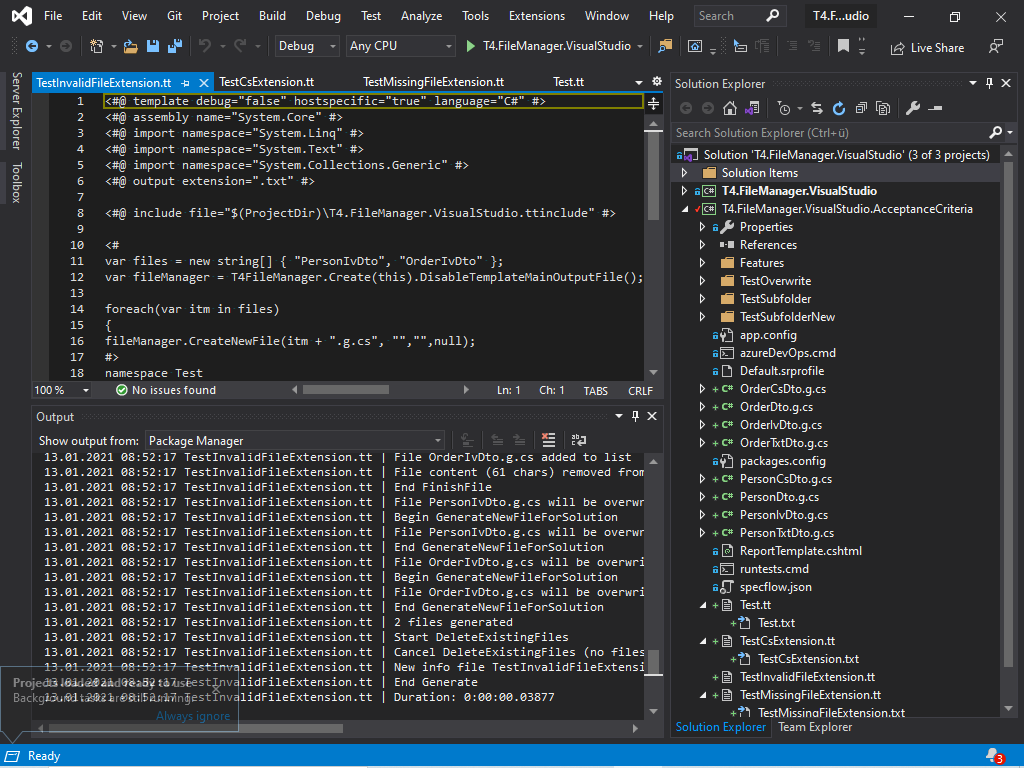 File Edit View Git Project Build Debug Test Analyze Tools Extensions Window Help Search T4.F...udio
Debug Any CPU T4.FileManager.VisualStudio Live Share
Server Explorer
Toolbox
TestInvalidFileExtension.tt TestCsExtension.tt TestMissingFileExtension.tt Test.tt
1 <#@ template debug="false" hostspecific="true" language="C#" #>
2 <#@ assembly name="System.Core" #>
3 <#@ import namespace="System.Linq" #>
4 <#@ import namespace="System.Text" #>
5 <#@ import namespace="System.Collections.Generic" #>
6 <#@ output extension=".txt" #>
7
8 <#@ include file="$(ProjectDir)\T4.FileManager.VisualStudio.ttinclude" #>
9
10 <#
11 var files = new string[] { "PersonIvDto", "OrderIvDto" };
12 var fileManager = T4FileManager.Create(this).DisableTemplateMainOutputFile();
13
14 foreach(var itm in files)
15 {
16 fileManager.CreateNewFile(itm + ".g.cs", "","",null);
17 #>
18 namespace Test
100 % No issues found Ln: 1 Ch: 1 TABS CRLF
Output
Show output from: Package Manager
13.01.2021 08:52:17 TestInvalidFileExtension.tt | File OrderIvDto.g.cs added to list
13.01.2021 08:52:17 TestInvalidFileExtension.tt | File content (61 chars) removed from
13.01.2021 08:52:17 TestInvalidFileExtension.tt | End FinishFile
13.01.2021 08:52:17 TestInvalidFileExtension.tt | File PersonIvDto.g.cs will be overwr
13.01.2021 08:52:17 TestInvalidFileExtension.tt | Begin GenerateNewFileForSolution
13.01.2021 08:52:17 TestInvalidFileExtension.tt | File PersonIvDto.g.cs will be overwr
13.01.2021 08:52:17 TestInvalidFileExtension.tt | End GenerateNewFileForSolution
13.01.2021 08:52:17 TestInvalidFileExtension.tt | File OrderIvDto.g.cs will be overwri
13.01.2021 08:52:17 TestInvalidFileExtension.tt | Begin GenerateNewFileForSolution
13.01.2021 08:52:17 TestInvalidFileExtension.tt | File OrderIvDto.g.cs will be overwri
13.01.2021 08:52:17 TestInvalidFileExtension.tt | End GenerateNewFileForSolution
13.01.2021 08:52:17 TestInvalidFileExtension.tt | 2 files generated
13.01.2021 08:52:17 TestInvalidFileExtension.tt | Start DeleteExistingFiles
13.01.2021 08:52:17 TestInvalidFileExtension.tt | Cancel DeleteExistingFiles (no files
13.01.2021 08:52:17 TestInvalidFileExtension.tt | New info file TestInvalidFileExtensi
13.01.2021 08:52:17 TestInvalidFileExtension.tt | End Generate
13.01.2021 08:52:17 TestInvalidFileExtension.tt | Duration: 0:00:00.03877
Projects loaded and ready to use
Background tasks are still running.
Always ignore
Solution Explorer
Search Solution Explorer (Ctrl+ü)
Solution 'T4.FileManager.VisualStudio' (3 of 3 projects)
Solution Items
C# T4.FileManager.VisualStudio
C# T4.FileManager.VisualStudio.AcceptanceCriteria
Properties
References
Features
TestOverwrite
TestSubfolder
TestSubfolderNew
app.config
azureDevOps.cmd
Default.srprofile
C# OrderCsDto.g.cs
C# OrderDto.g.cs
C# OrderIvDto.g.cs
C# OrderTxtDto.g.cs
packages.config
C# PersonCsDto.g.cs
C# PersonDto.g.cs
C# PersonIvDto.g.cs
C# PersonTxtDto.g.cs
ReportTemplate.cshtml
runtests.cmd
specflow.json
Test.tt
Test.txt
TestCsExtension.tt
TestCsExtension.txt
TestInvalidFileExtension.tt
TestMissingFileExtension.tt
TestMissingFileExtension.txt
Solution Explorer Team Explorer
Ready 3